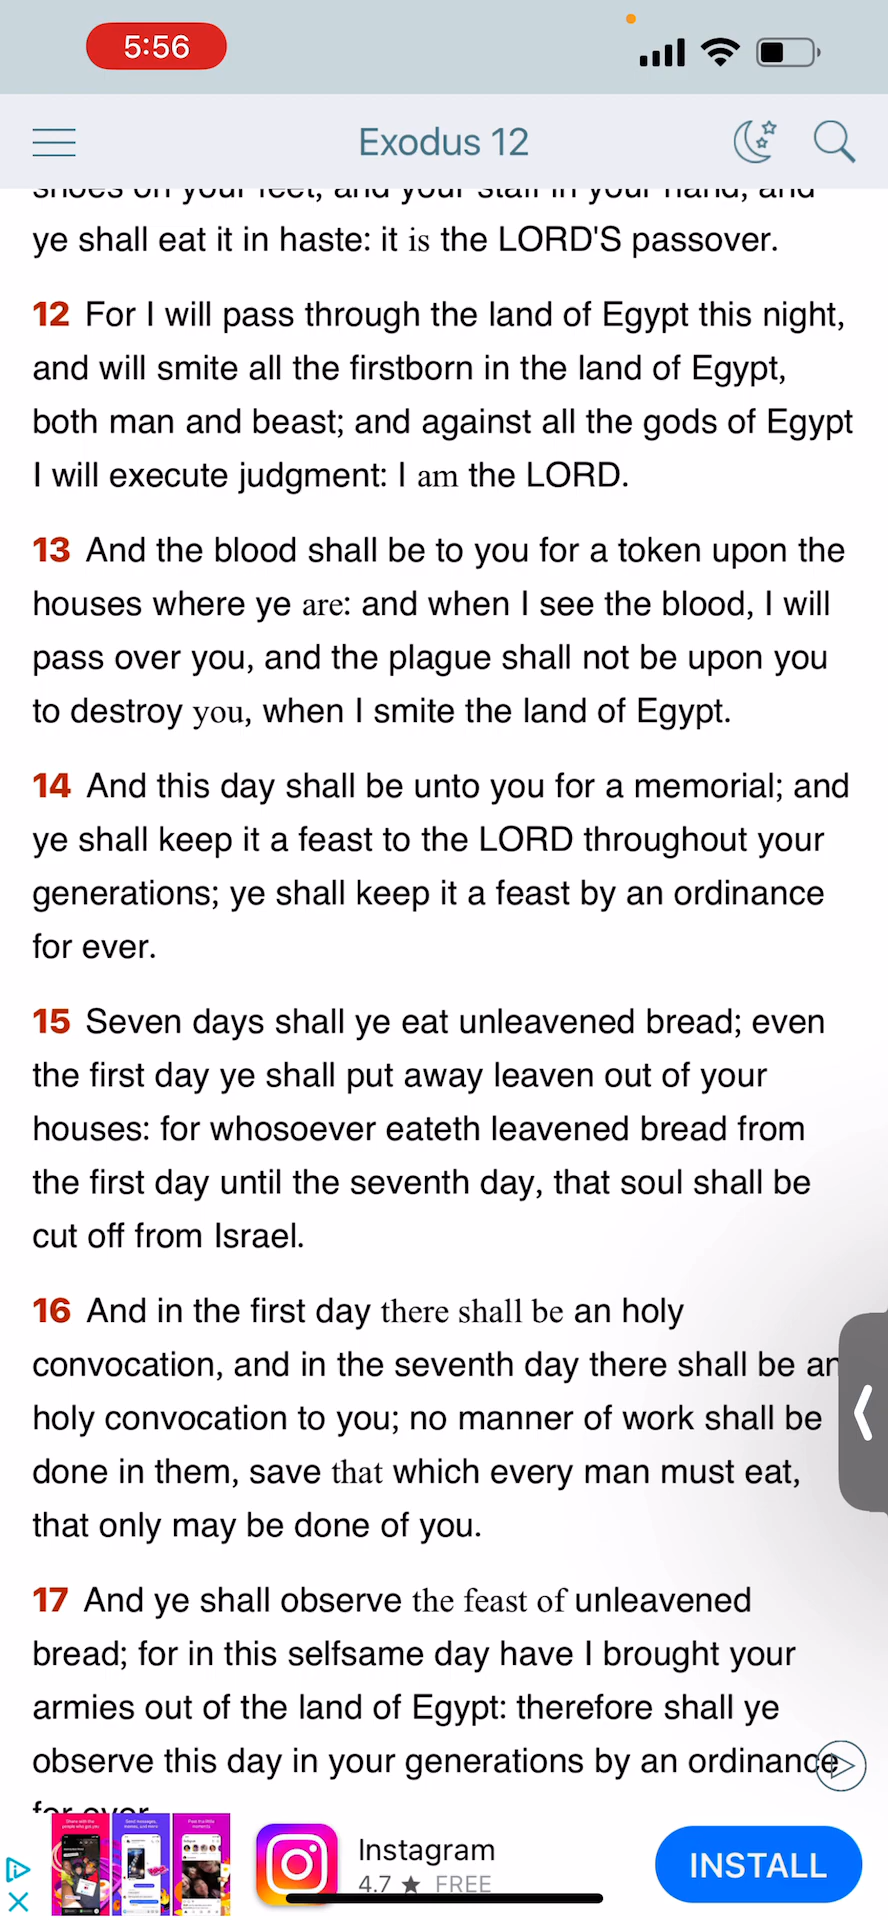 5:56
Exodus 12
shoes on your feet, and your staff in your hand; and
ye shall eat it in haste: it is the LORD'S passover.
12 For I will pass through the land of Egypt this night,
and will smite all the firstborn in the land of Egypt,
both man and beast; and against all the gods of Egypt
I will execute judgment: I am the LORD.
13 And the blood shall be to you for a token upon the
houses where ye are: and when I see the blood, I will
pass over you, and the plague shall not be upon you
to destroy you, when I smite the land of Egypt.
14 And this day shall be unto you for a memorial; and
ye shall keep it a feast to the LORD throughout your
generations; ye shall keep it a feast by an ordinance
for ever.
15 Seven days shall ye eat unleavened bread; even
the first day ye shall put away leaven out of your
houses: for whosoever eateth leavened bread from
the first day until the seventh day, that soul shall be
cut off from Israel.
16 And in the first day there shall be an holy
convocation, and in the seventh day there shall be an
holy convocation to you; no manner of work shall be
done in them, save that which every man must eat,
that only may be done of you.
17 And ye shall observe the feast of unleavened
bread; for in this selfsame day have I brought your
armies out of the land of Egypt: therefore shall ye
observe this day in your generations by an ordinance
for ever.
Instagram
4.7 ★ FREE
INSTALL